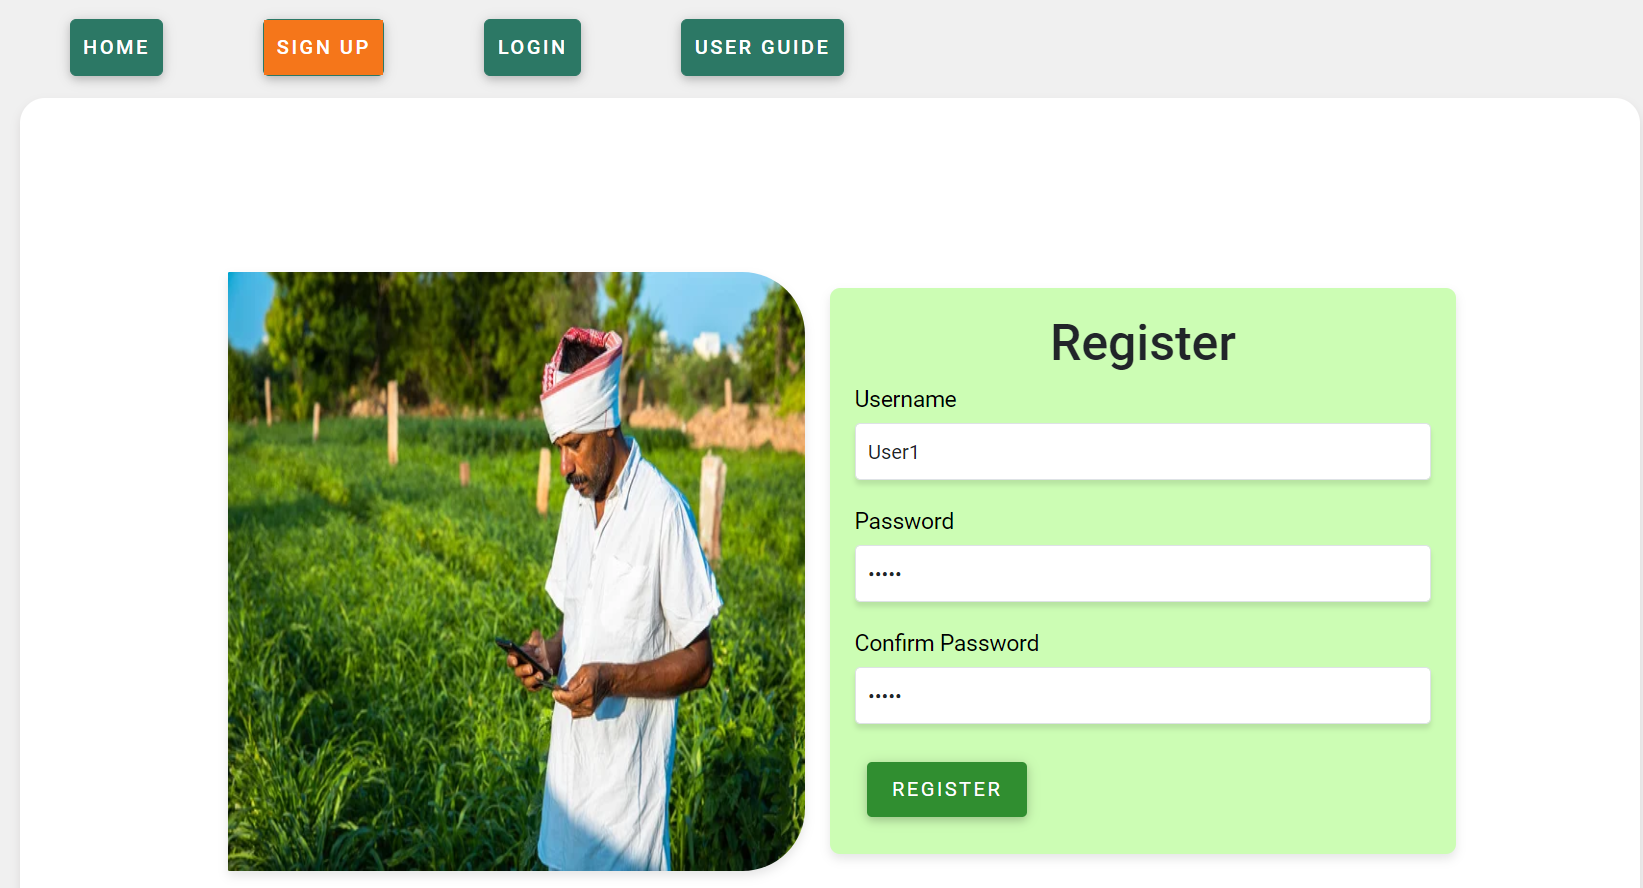 HOME
SIGN UP
LOGIN
USER GUIDE
Register
Username
User1
Password
•••••
Confirm Password
•••••
REGISTER